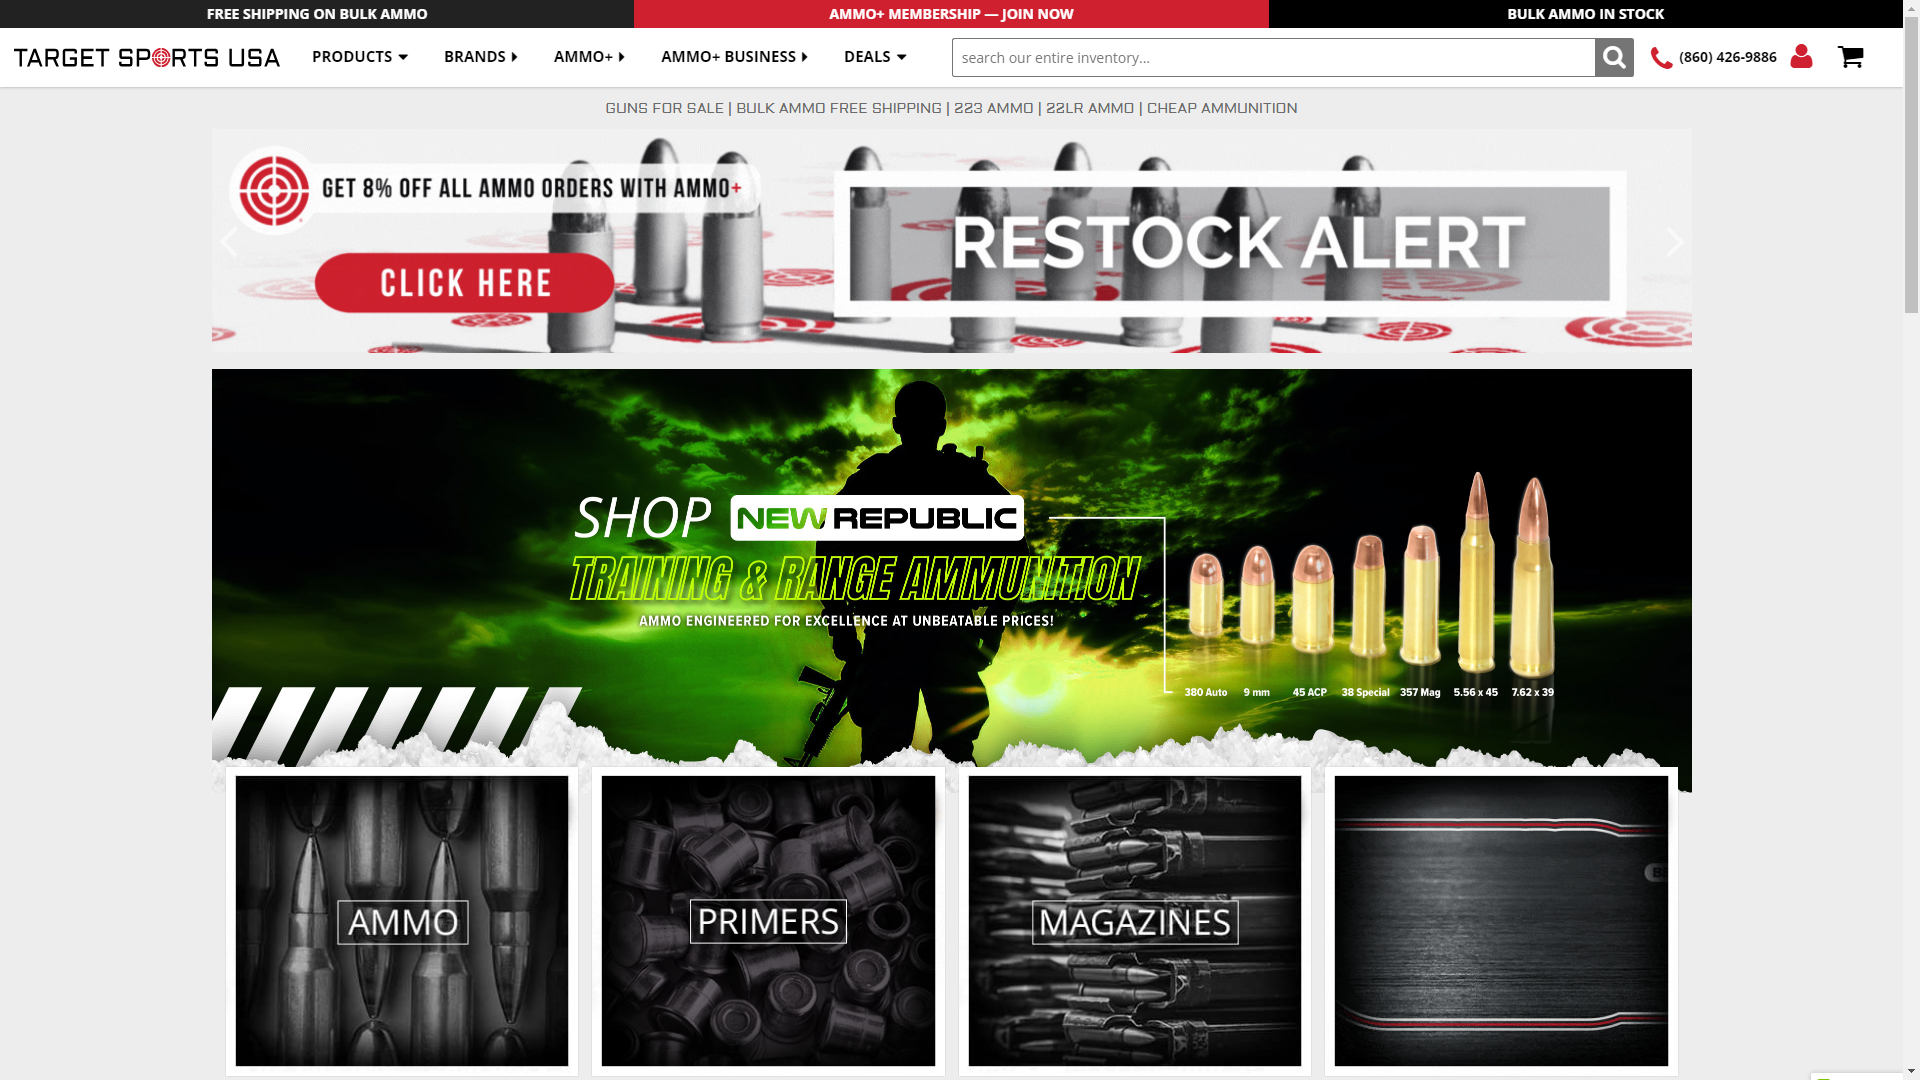 FREE SHIPPING ON BULK AMMO
AMMO+ MEMBERSHIP — JOIN NOW
BULK AMMO IN STOCK
TARGET SPORTS USA
PRODUCTS
BRANDS
AMMO+
AMMO+ BUSINESS
DEALS
search our entire inventory...
(860) 426-9886
GUNS FOR SALE | BULK AMMO FREE SHIPPING | 223 AMMO | 22LR AMMO | CHEAP AMMUNITION
GET 8% OFF ALL AMMO ORDERS WITH AMMO+
CLICK HERE
RESTOCK ALERT
SHOP NEW REPUBLIC
TRAINING & RANGE AMMUNITION
AMMO ENGINEERED FOR EXCELLENCE AT UNBEATABLE PRICES!
380 Auto 9 mm 45 ACP 38 Special 357 Mag 5.56 x 45 7.62 x 39
AMMO
PRIMERS
MAGAZINES